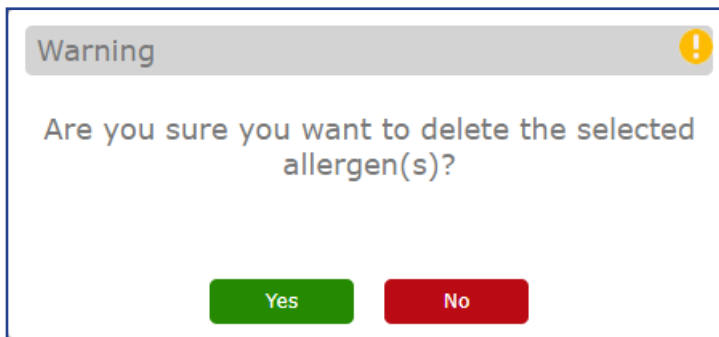 Warning
Are you sure you want to delete the selected
allergen(s)?
Yes
No